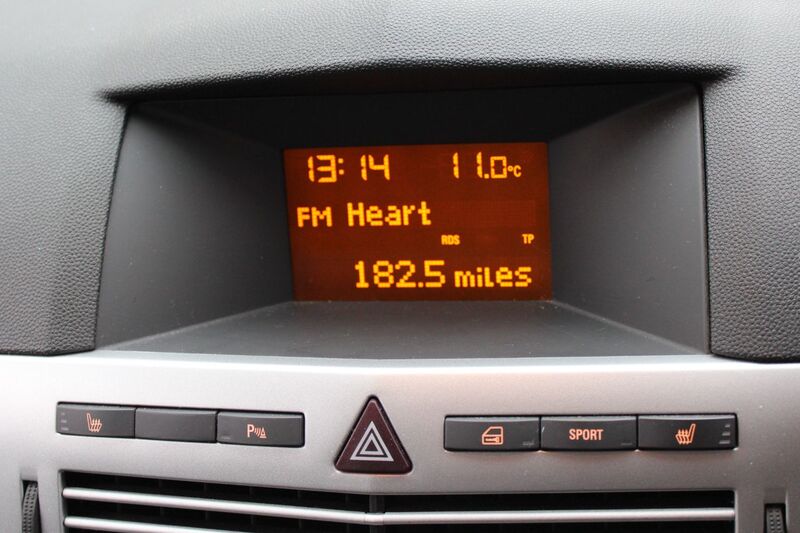 13:14 11.0°C
FM Heart
RDS TP
182.5 miles
P
SPORT